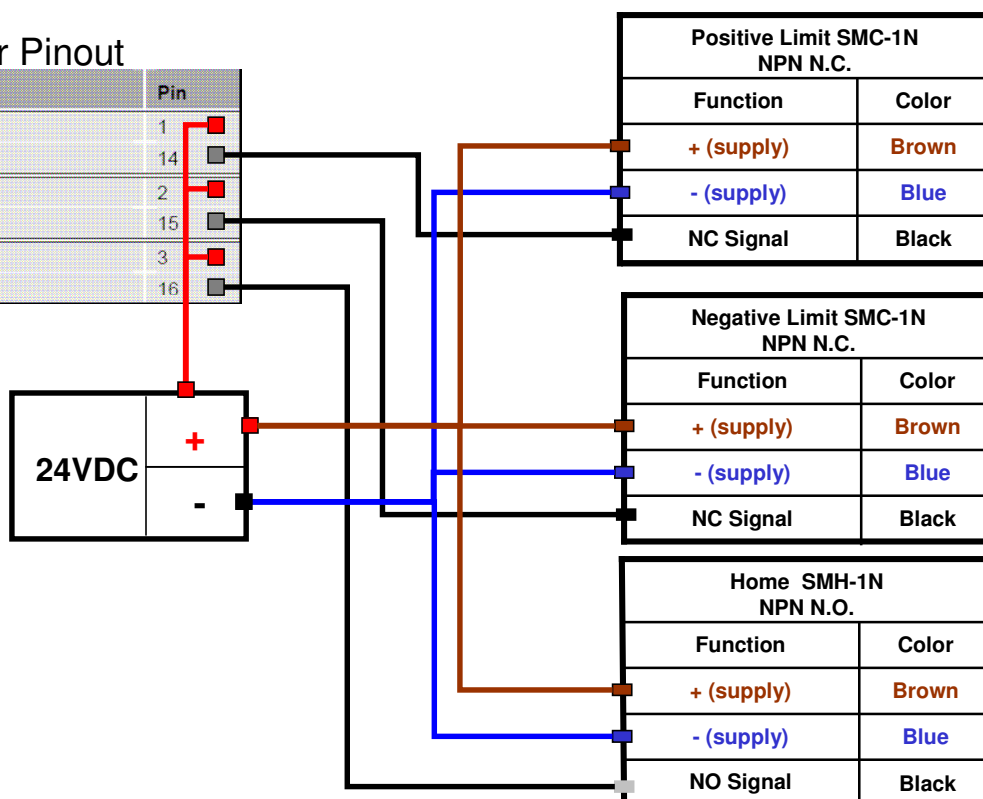 r Pinout
Pin
1
14
2
15
3
16
24VDC
+
-
Positive Limit SMC-1N
NPN N.C.
Function Color
+ (supply) Brown
- (supply) Blue
NC Signal Black
Negative Limit SMC-1N
NPN N.C.
Function Color
+ (supply) Brown
- (supply) Blue
NC Signal Black
Home SMH-1N
NPN N.O.
Function Color
+ (supply) Brown
- (supply) Blue
NO Signal Black